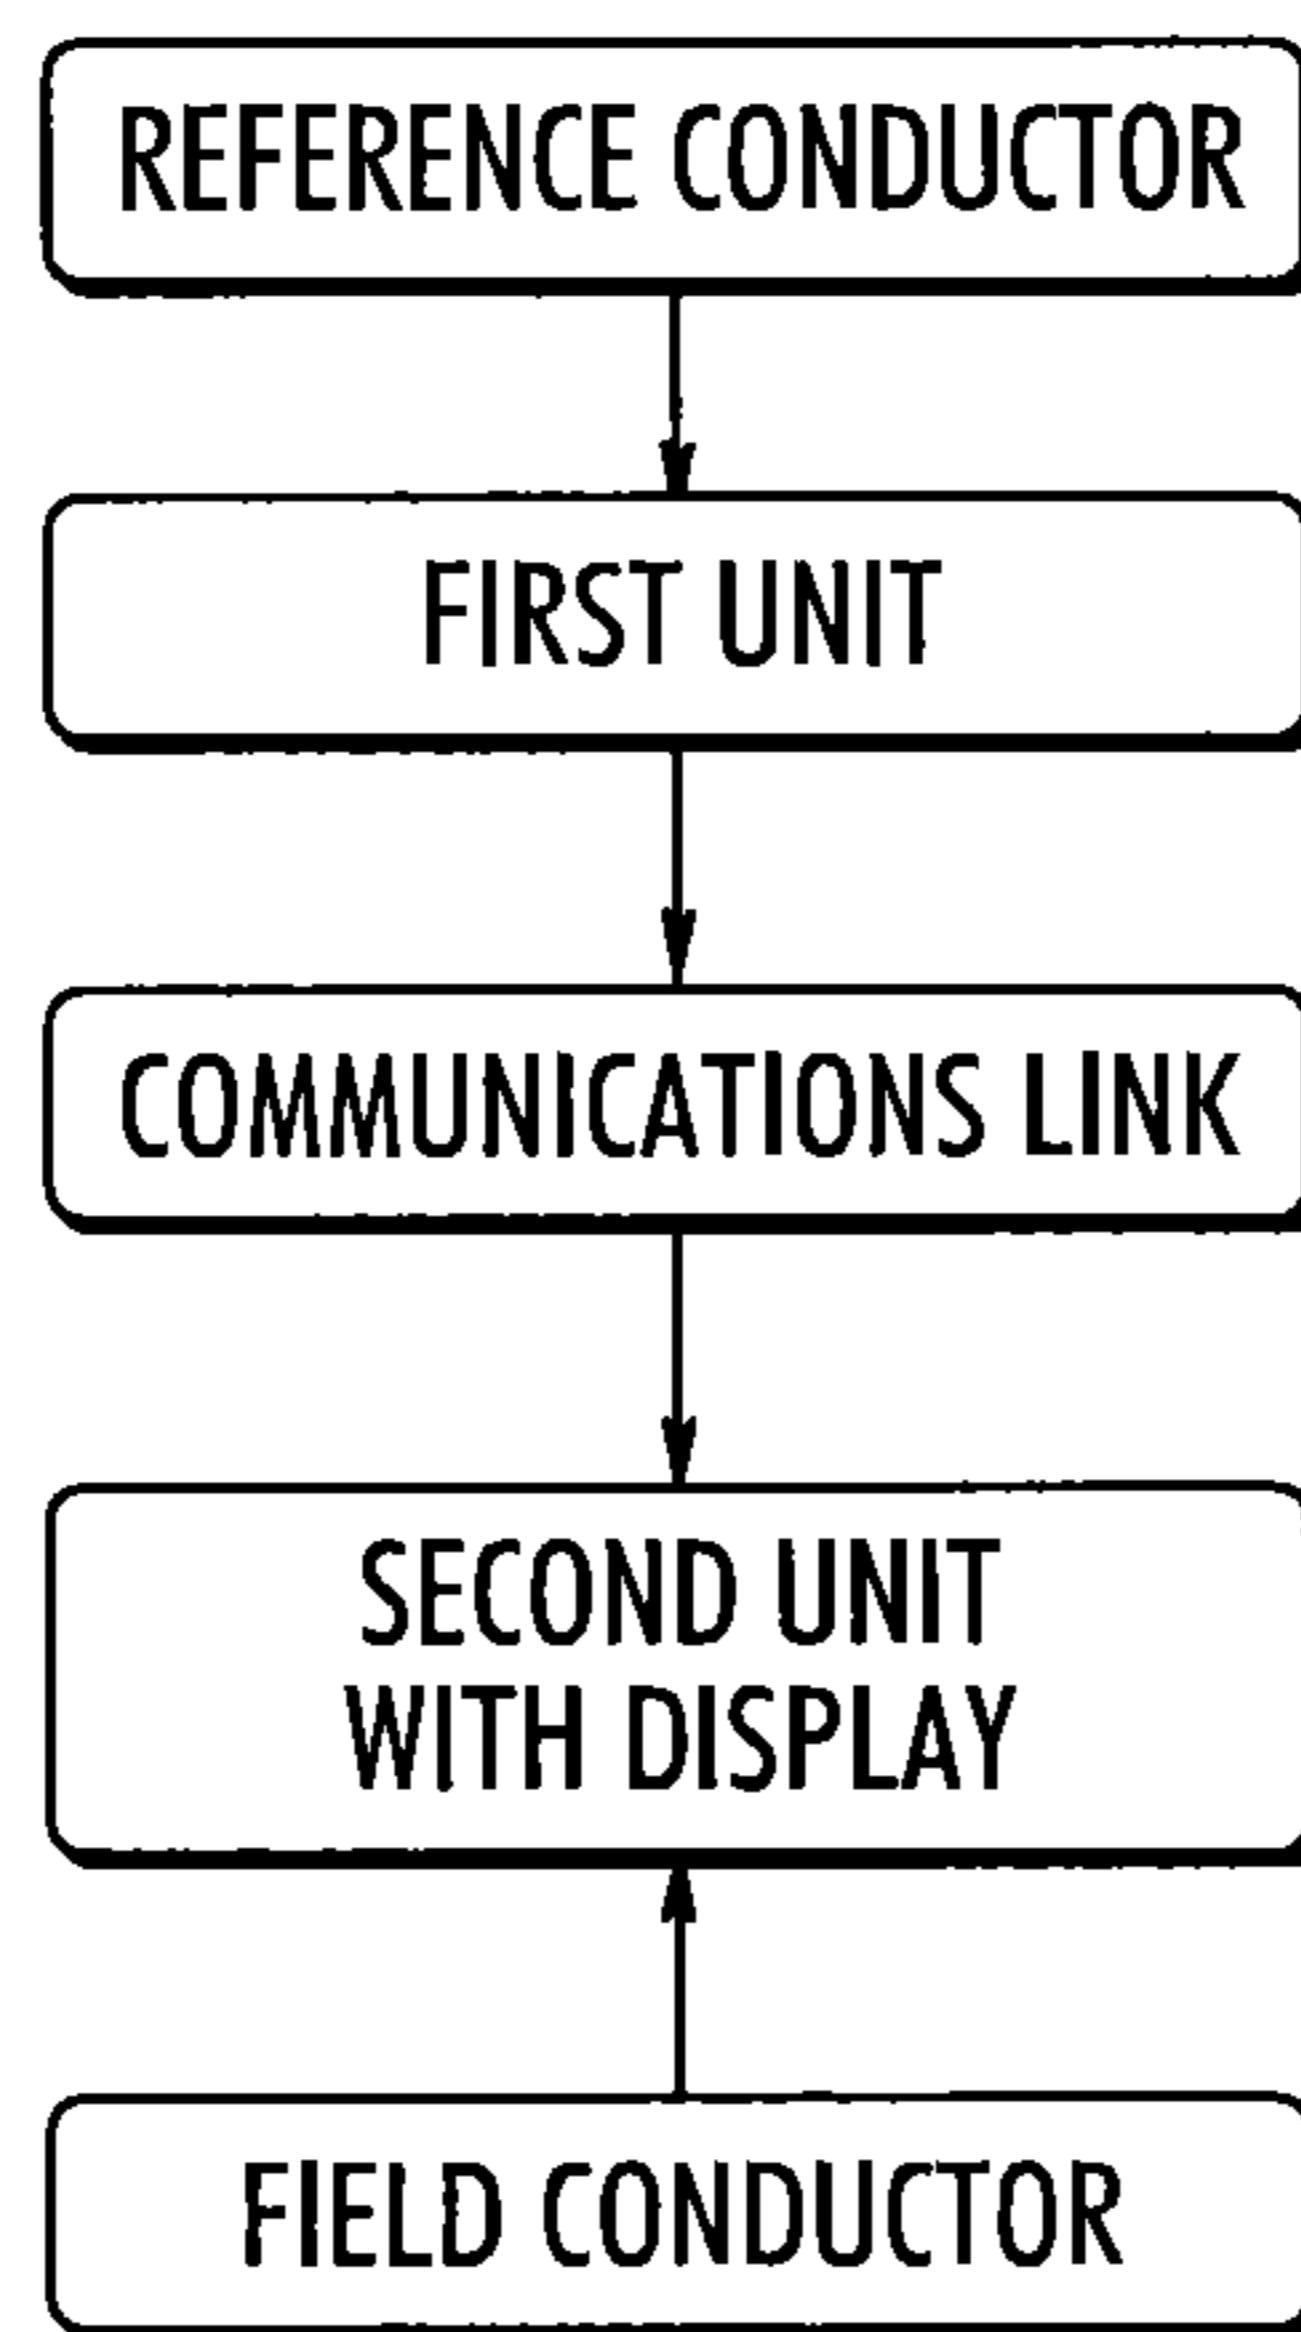 REFERENCE CONDUCTOR
FIRST UNIT
COMMUNICATIONS LINK
SECOND UNIT
WITH DISPLAY
FIELD CONDUCTOR